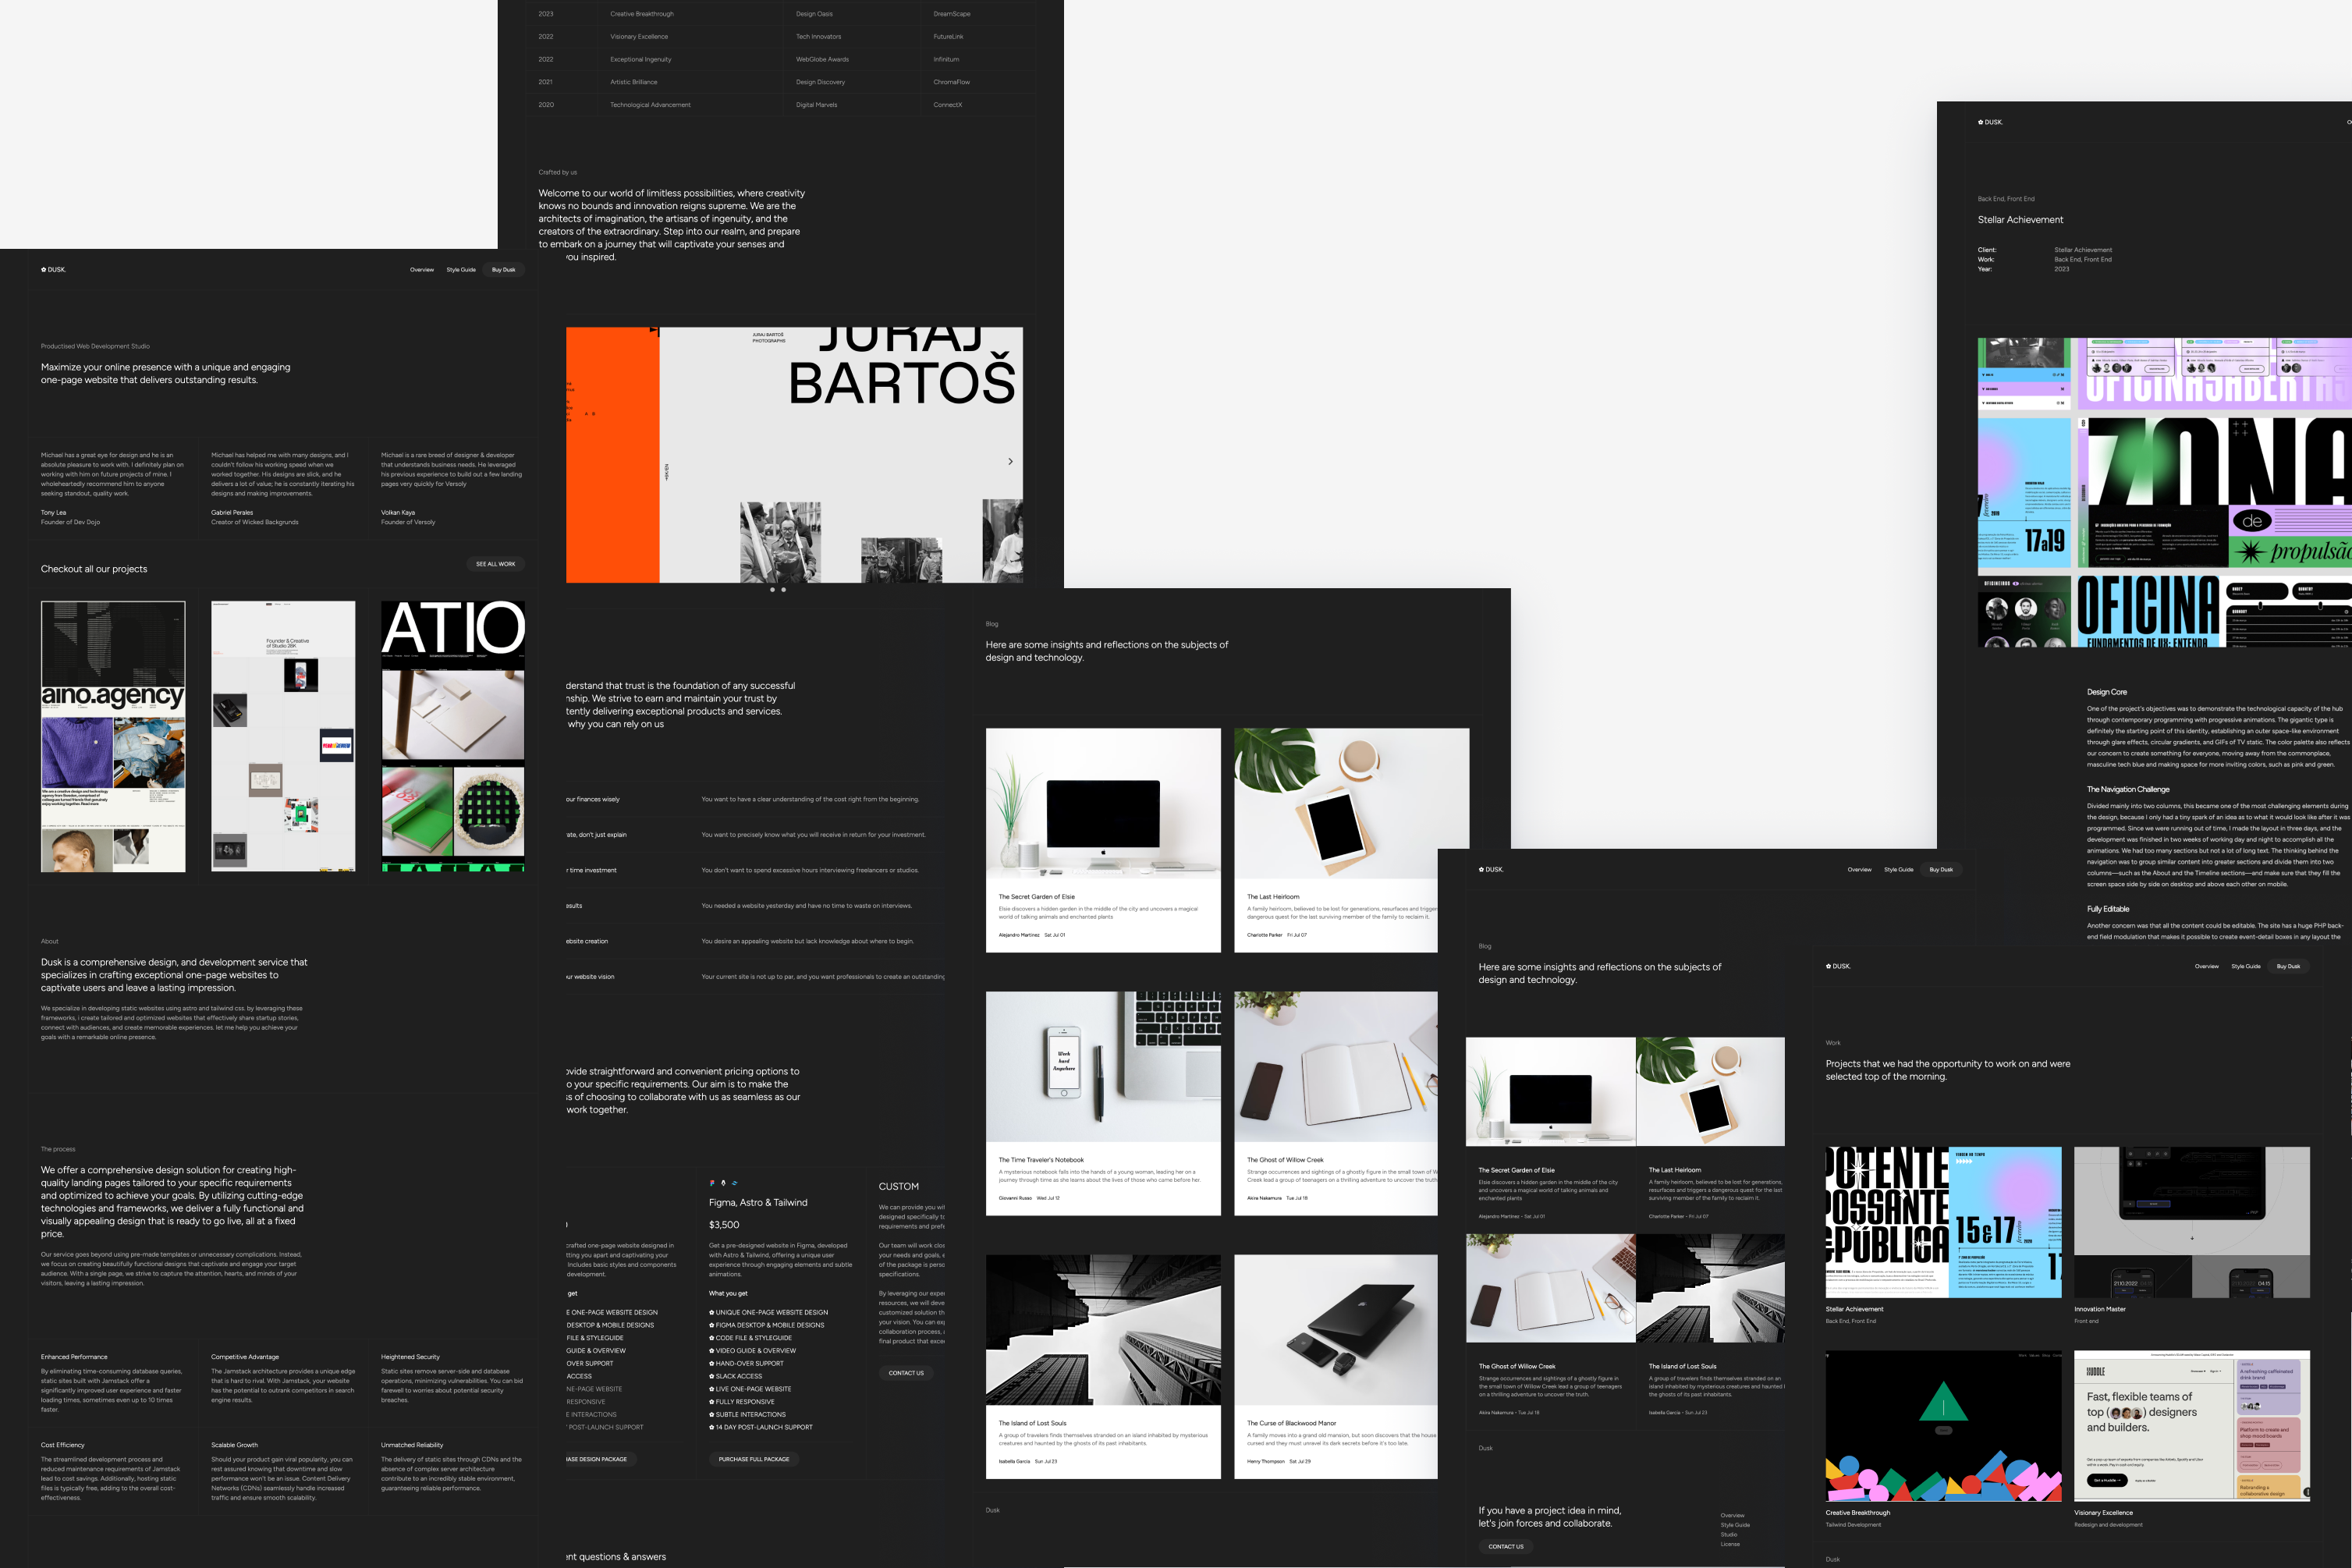 2023 Creative Breakthrough Design Oasis DreamScape
2022 Visionary Excellence Tech Innovators FutureLink
2022 Exceptional Ingenuity WebGlobe Awards Infinitum
2021 Artistic Brilliance Design Discovery ChromaFlow
2020 Technological Advancement Digital Marvels ConnectX
Crafted by us
Welcome to our world of limitless possibilities, where creativity
knows no bounds and innovation reigns supreme. We are the
architects of imagination, the artisans of ingenuity, and the
creators of the extraordinary. Step into our realm, and prepare
to embark on a journey that will captivate your senses and
you inspired.
JURAJ BARTOŠ
PHOTOGRAPHS
JURAJ
BARTOŠ
DUSK.
Overview Style Guide Buy Dusk
Productised Web Development Studio
Maximize your online presence with a unique and engaging
one-page website that delivers outstanding results.
Michael has a great eye for design and he is an
absolute pleasure to work with. I definitely plan on
working with him on future projects of mine. I
wholeheartedly recommend him to anyone
seeking standout, quality work.
Tony Lea
Founder of Dev Dojo
Michael has helped me with many designs, and I
couldn't follow his working speed when we
worked together. His designs are slick, and he
delivers a lot of value; he is constantly iterating his
designs and making improvements.
Gabriel Perales
Creator of Wicked Backgrunds
Michael is a rare breed of designer & developer
that understands business needs. He leveraged
his previous experience to build out a few landing
pages very quickly for Versoly
Volkan Kaya
Founder of Versoly
Checkout all our projects
SEE ALL WORK
aino.agency
We are a creative design and technology
agency from Sweden, comprised of
colleagues turned friends that genuinely
enjoy working together. Read more
Founder & Creative
of Studio 28K
ATIO
About
Dusk is a comprehensive design, and development service that
specializes in crafting exceptional one-page websites to
captivate users and leave a lasting impression.
We specialize in developing static websites using astro and tailwind css. by leveraging these
frameworks, i create tailored and optimized websites that effectively share startup stories,
connect with audiences, and create memorable experiences. let me help you achieve your
goals with a remarkable online presence.
The process
We offer a comprehensive design solution for creating high-
quality landing pages tailored to your specific requirements
and optimized to achieve your goals. By utilizing cutting-edge
technologies and frameworks, we deliver a fully functional and
visually appealing design that is ready to go live, all at a fixed
price.
Our service goes beyond using pre-made templates or unnecessary complications. Instead,
we focus on creating beautifully functional designs that captivate and engage your target
audience. With a single page, we strive to capture the attention, hearts, and minds of your
visitors, leaving a lasting impression.
Enhanced Performance
By eliminating time-consuming database queries,
static sites built with Jamstack offer a
significantly improved user experience and faster
loading times, sometimes even up to 10 times
faster.
Competitive Advantage
The Jamstack architecture provides a unique edge
that is hard to rival. With Jamstack, your website
has the potential to outrank competitors in search
engine results.
Heightened Security
Static sites remove server-side and database
operations, minimizing vulnerabilities. You can bid
farewell to worries about potential security
breaches.
Cost Efficiency
The streamlined development process and
reduced maintenance requirements of Jamstack
lead to cost savings. Additionally, hosting static
files is typically free, adding to the overall cost-
effectiveness.
Scalable Growth
Should your product gain viral popularity, you can
rest assured knowing that downtime and slow
performance won't be an issue. Content Delivery
Networks (CDNs) seamlessly handle increased
traffic and ensure smooth scalability.
Unmatched Reliability
The delivery of static sites through CDNs and the
absence of complex server architecture
contribute to an incredibly stable environment,
guaranteeing reliable performance.
derstand that trust is the foundation of any successful
nship. We strive to earn and maintain your trust by
tently delivering exceptional products and services.
why you can rely on us
our finances wisely You want to have a clear understanding of the cost right from the beginning.
ate, don't just explain You want to precisely know what you will receive in return for your investment.
r time investment You don't want to spend excessive hours interviewing freelancers or studios.
esults You needed a website yesterday and have no time to waste on interviews.
ebsite creation You desire an appealing website but lack knowledge about where to begin.
ur website vision Your current site is not up to par, and you want professionals to create an outstanding
ovide straightforward and convenient pricing options to
o your specific requirements. Our aim is to make the
s of choosing to collaborate with us as seamless as our
work together.
crafted one-page website designed in
tting you apart and captivating your
Includes basic styles and components
development.
get
E ONE-PAGE WEBSITE DESIGN
DESKTOP & MOBILE DESIGNS
FILE & STYLEGUIDE
GUIDE & OVERVIEW
OVER SUPPORT
ACCESS
NE-PAGE WEBSITE
RESPONSIVE
E INTERACTIONS
POST-LAUNCH SUPPORT
ASE DESIGN PACKAGE
Figma, Astro & Tailwind
$3,500
Get a pre-designed website in Figma, developed
with Astro & Tailwind, offering a unique user
experience through engaging elements and subtle
animations.
What you get
UNIQUE ONE-PAGE WEBSITE DESIGN
FIGMA DESKTOP & MOBILE DESIGNS
CODE FILE & STYLEGUIDE
VIDEO GUIDE & OVERVIEW
HAND-OVER SUPPORT
SLACK ACCESS
LIVE ONE-PAGE WEBSITE
FULLY RESPONSIVE
SUBTLE INTERACTIONS
14 DAY POST-LAUNCH SUPPORT
PURCHASE FULL PACKAGE
CUSTOM
We can provide you wil
designed specifically to
requirements and prefe
Our team will work clos
your needs and goals, e
of the package is perso
specifications.
By leveraging our exper
resources, we will deve
customized solution th
your vision. You can exp
collaboration process, a
final product that excee
CONTACT US
nt questions & answers
Blog
Here are some insights and reflections on the subjects of
design and technology.
The Secret Garden of Elsie
Elsie discovers a hidden garden in the middle of the city and uncovers a magical
world of talking animals and enchanted plants
Alejandro Martinez Sat Jul 01
The Last Heirloom
A family heirloom, believed to be lost for generations, resurfaces and trigger
dangerous quest for the last surviving member of the family to reclaim it.
Charlotte Parker Fri Jul 07
Work
hard
Anywhere
The Time Traveler's Notebook
A mysterious notebook falls into the hands of a young woman, leading her on a
journey through time as she learns about the lives of those who came before her.
Giovanni Russo Wed Jul 12
The Ghost of Willow Creek
Strange occurrences and sightings of a ghostly figure in the small town of W
Creek lead a group of teenagers on a thrilling adventure to uncover the truth
Akira Nakamura Tue Jul 18
The Island of Lost Souls
A group of travelers finds themselves stranded on an island inhabited by mysterious
creatures and haunted by the ghosts of its past inhabitants.
Isabella Garcia Sun Jul 23
The Curse of Blackwood Manor
A family moves into a grand old mansion, but soon discovers that the house
cursed and they must unravel its dark secrets before it's too late.
Henry Thompson Sat Jul 29
Dusk
DUSK.
Overview Style Guide Buy Dusk
Blog
Here are some insights and reflections on the subjects of
design and technology.
The Secret Garden of Elsie
Elsie discovers a hidden garden in the middle of the city
and uncovers a magical world of talking animals and
enchanted plants
Alejandro Martinez - Sat Jul 01
The Last Heirloom
A family heirloom, believed to be lost for generations,
resurfaces and triggers a dangerous quest for the last
surviving member of the family to reclaim it.
Charlotte Parker - Fri Jul 07
The Ghost of Willow Creek
Strange occurrences and sightings of a ghostly figure in
the small town of Willow Creek lead a group of teenagers
on a thrilling adventure to uncover the truth.
Akira Nakamura - Tue Jul 18
The Island of Lost Souls
A group of travelers finds themselves stranded on an
island inhabited by mysterious creatures and haunted
the ghosts of its past inhabitants.
Isabella Garcia - Sun Jul 23
Dusk
If you have a project idea in mind,
let's join forces and collaborate.
CONTACT US
Overview
Style Guide
Studio
License
DUSK.
Back End, Front End
Stellar Achievement
Client: Stellar Achievement
Work: Back End, Front End
Year: 2023
OFICINASABERTAS
ZONA
de
propulsão
17a19
OFICINA
FUNDAMENTOS DE UX: ENTENDA
Design Core
One of the project's objectives was to demonstrate the technological capacity of the hub
through contemporary programming with progressive animations. The gigantic type is
definitely the starting point of this identity, establishing an outer space-like environment
through glare effects, circular gradients, and GIFs of TV static. The color palette also reflects
our concern to create something for everyone, moving away from the commonplace,
masculine tech blue and making space for more inviting colors, such as pink and green.
The Navigation Challenge
Divided mainly into two columns, this became one of the most challenging elements during
the design, because I only had a tiny spark of an idea as to what it would look like after it was
programmed. Since we were running out of time, I made the layout in three days, and the
development was finished in two weeks of working day and night to accomplish all the
animations. We had too many sections but not a lot of long text. The thinking behind the
navigation was to group similar content into greater sections and divide them into two
columns—such as the About and the Timeline sections—and make sure that they fill the
screen space side by side on desktop and above each other on mobile.
Fully Editable
Another concern was that all the content could be editable. The site has a huge PHP back-
end field modulation that makes it possible to create event-detail boxes in any layout the
DUSK.
Overview Style Guide Buy Dusk
Work
Projects that we had the opportunity to work on and were
selected top of the morning.
POTENTE
POSSANTE
&PÚBLICA
15&17
Stellar Achievement
Back End, Front End
21.10.2022
04:15
Innovation Master
Front end
Creative Breakthrough
Tailwind Development
HUDDLE
Fast, flexible teams of
top designers
and builders.
Get a Huddle
A refreshing caffeinated
drink brand
Platform to create and
shop mood boards
Rebranding a
collaborative design
Visionary Excellence
Redesign and development
Dusk